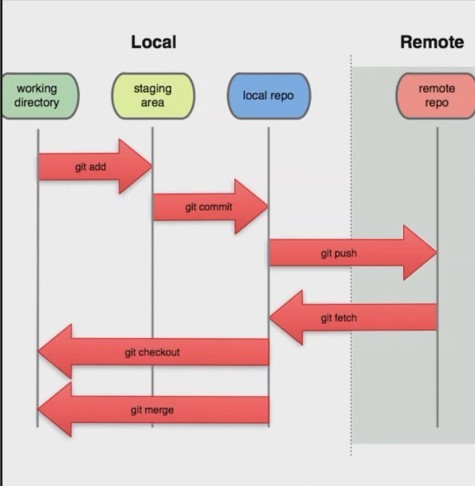 Local
Remote
working
directory
staging
area
local repo
remote
repo
git add
git commit
git push
git fetch
git checkout
git merge